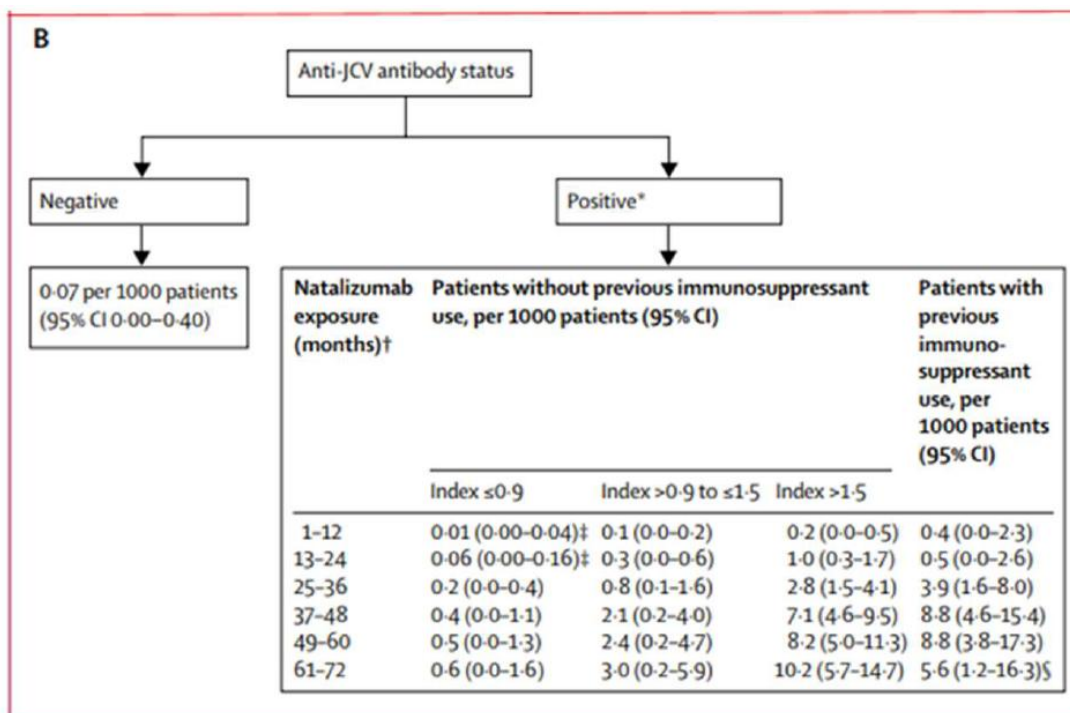 B
Anti-JCV antibody status
Negative
Positive*
0·07 per 1000 patients
(95% CI 0·00–0·40)
Natalizumab exposure (months)† Patients without previous immunosuppressant use, per 1000 patients (95% CI) Patients with previous immuno-suppressant use, per 1000 patients (95% CI)
Index ≤0·9 Index >0·9 to ≤1·5 Index >1·5
1–12 0·01 (0·00–0·04)‡ 0·1 (0·0–0·2) 0·2 (0·0–0·5) 0·4 (0·0–2·3)
13–24 0·06 (0·00–0·16)‡ 0·3 (0·0–0·6) 1·0 (0·3–1·7) 0·5 (0·0–2·6)
25–36 0·2 (0·0–0·4) 0·8 (0·1–1·6) 2·8 (1·5–4·1) 3·9 (1·6–8·0)
37–48 0·4 (0·0–1·1) 2·1 (0·2–4·0) 7·1 (4·6–9·5) 8·8 (4·6–15·4)
49–60 0·5 (0·0–1·3) 2·4 (0·2–4·7) 8·2 (5·0–11·3) 8·8 (3·8–17·3)
61–72 0·6 (0·0–1·6) 3·0 (0·2–5·9) 10·2 (5·7–14·7) 5·6 (1·2–16·3)§